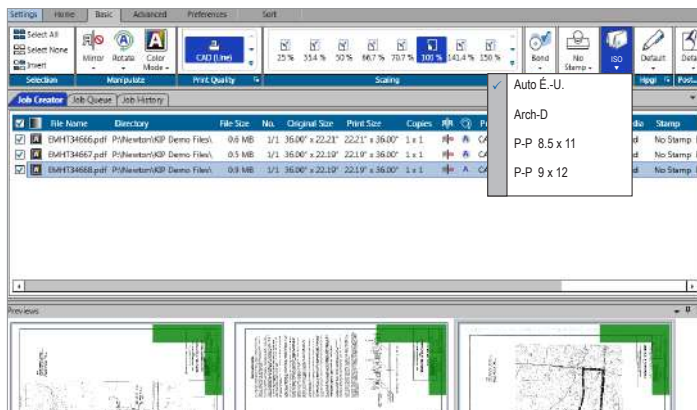 Settings Home Basic Advanced Preferences Sort
Select All
Select None
Invert
Mirror Rotate Color Mode
CAD (Line)
25 % 35.4 % 50 % 66.7 % 70.7 % 100 % 141.4 % 150 %
Bond No Stamp ISO Default
Selection Manipulate Print Quality Scaling Hpgl Post...
Auto É.-U.
Arch-D
P-P 8.5 x 11
P-P 9 x 12
Job Creator Job Queue Job History
File Name Directory File Size No. Original Size Print Size Copies Stamp
EMHT34666.pdf P:\Newton\KIP Demo Files\ 0.6 MB 1/1 36.00" x 22.21" 22.21" x 36.00" 1 x 1 CA No Stamp
EMHT34667.pdf P:\Newton\KIP Demo Files\ 0.5 MB 1/1 36.00" x 22.19" 22.19" x 36.00" 1 x 1 CA No Stamp
EMHT34668.pdf P:\Newton\KIP Demo Files\ 0.9 MB 1/1 36.00" x 22.19" 22.19" x 36.00" 1 x 1 CA No Stamp
Previews